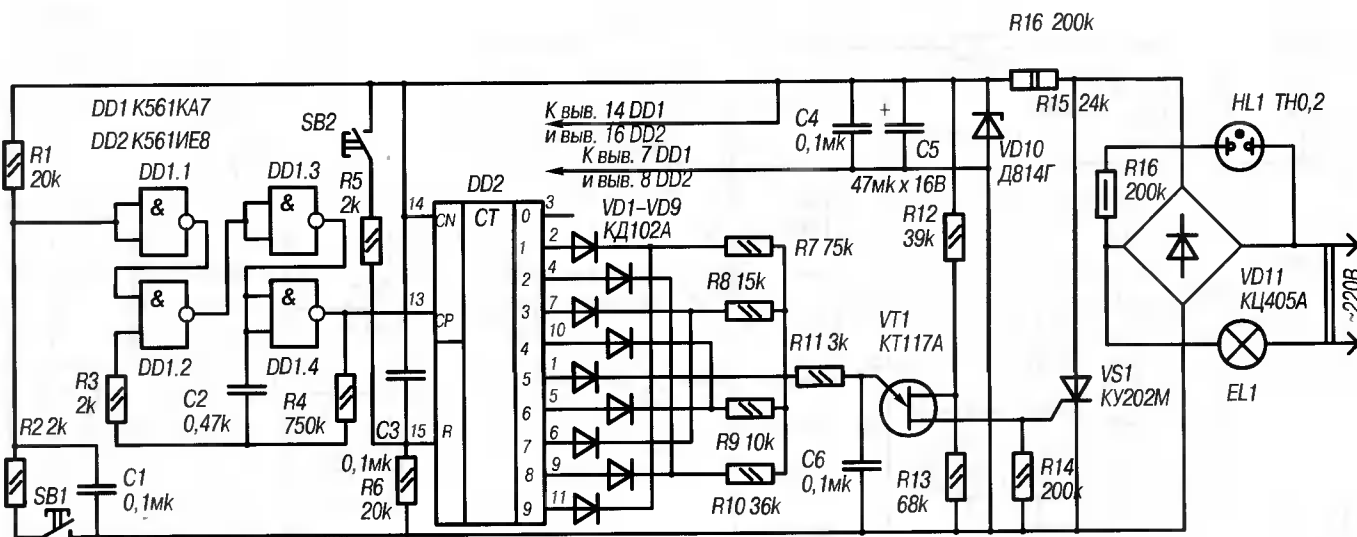 R16 200k
DD1 К561КА7
DD2 К561ИЕ8
R1
20k
DD1.1
&
DD1.3
&
SB2
R5
2k
К выв. 14 DD1
и выв. 16 DD2
К выв. 7 DD1
и выв. 8 DD2
C4
0,1мк
+
C5
47мк x 16В
VD10
Д814Г
R15 24k
HL1 ТН0,2
R16
200k
VD11
КЦ405А
~220В
EL1
&
DD1.2
&
DD1.4
R3
2k
C2
0,47k
R4
750k
C3
0,1мк
R6
20k
R2 2k
SB1
C1
0,1мк
DD2
14
CN
13
CP
15
R
CT
0
3
1
2
2
4
3
7
4
10
5
1
6
5
7
6
8
9
9
11
VD1-VD9
КД102А
R7 75k
R8 15k
R9 10k
R10 36k
R11 3k
C6
0,1мк
VT1
КТ117А
R12
39k
R13
68k
R14
200k
VS1
КУ202М